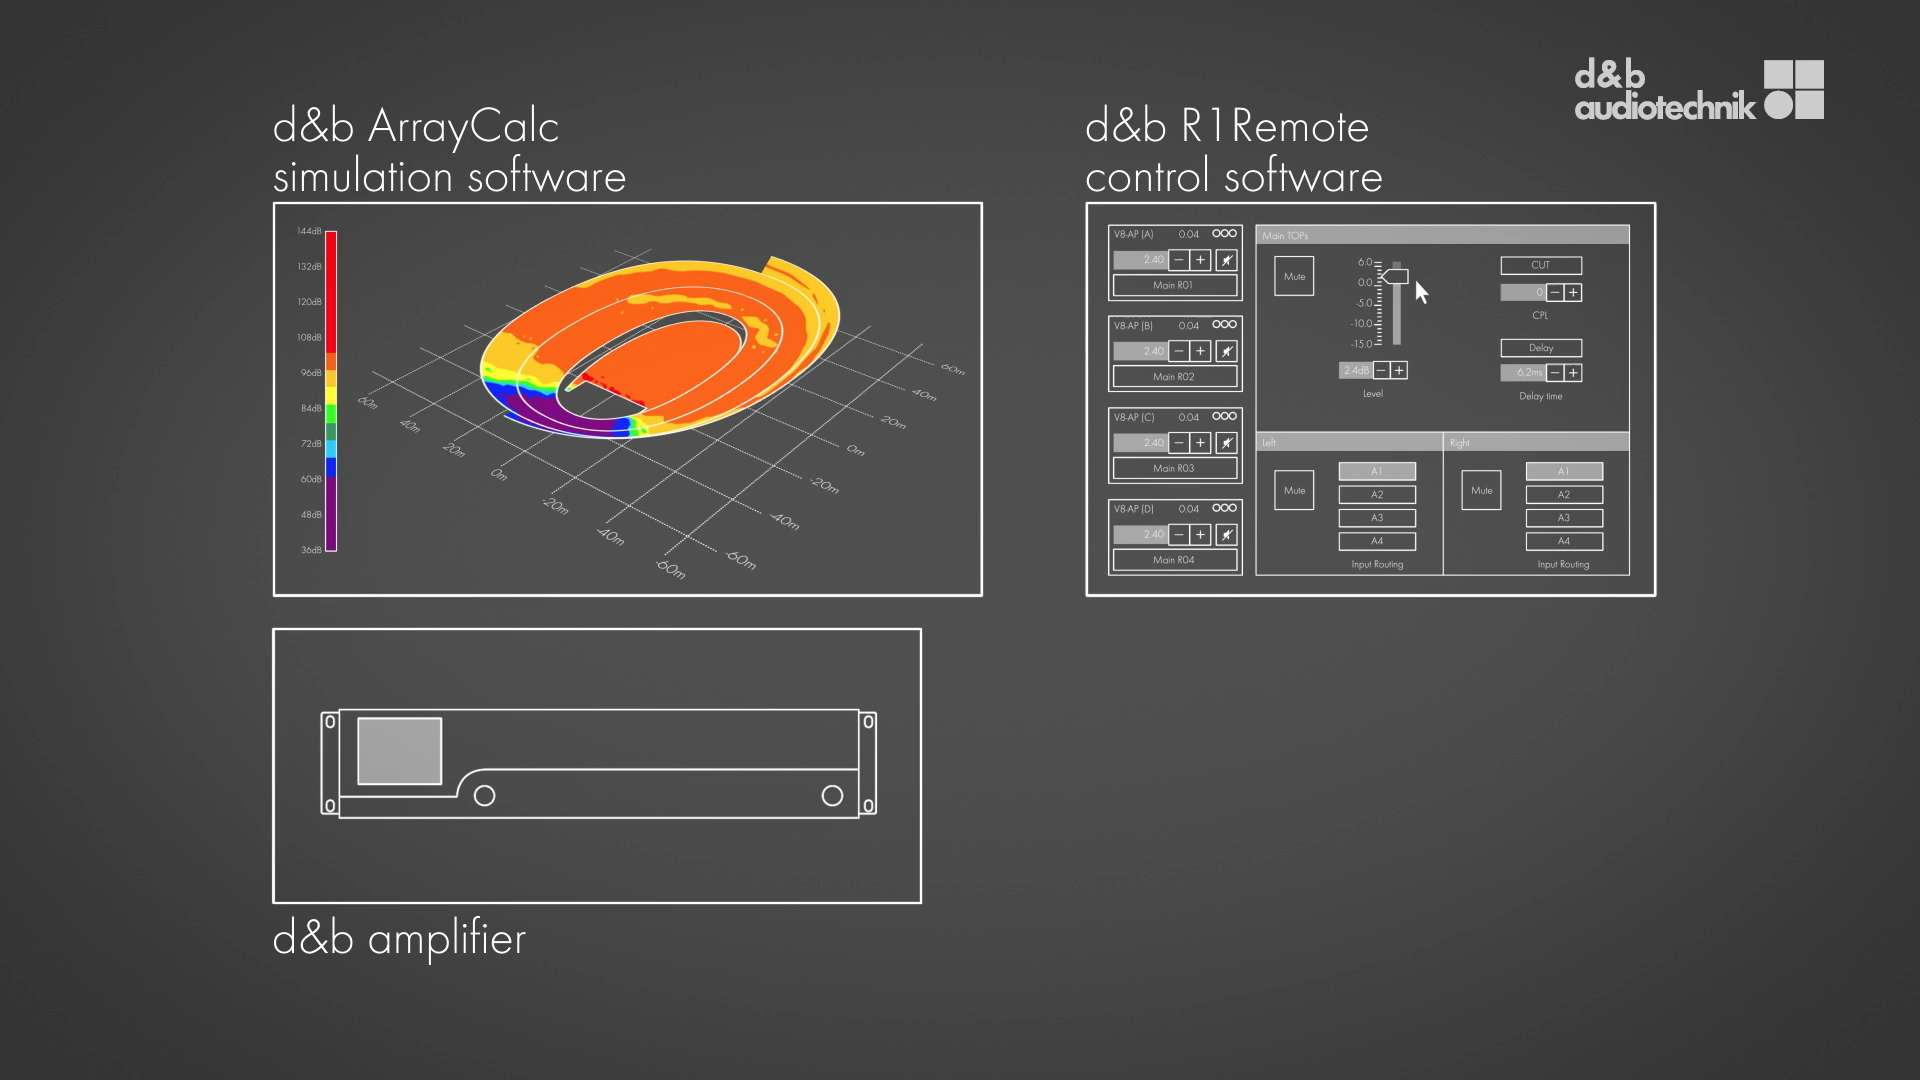 d&b
audiotechnik
d&b ArrayCalc
simulation software
144dB
132dB
120dB
108dB
96dB
84dB
72dB
60dB
48dB
36dB
60m
40m
20m
0m
-20m
-40m
-60m
60m
40m
20m
0m
-20m
-40m
-60m
d&b R1Remote
control software
V8-AP (A) 0.04
2.40 − +
Main R01
V8-AP (B) 0.04
2.40 − +
Main R02
V8-AP (C) 0.04
2.40 − +
Main R03
V8-AP (D) 0.04
2.40 − +
Main R04
Main TOPs
Mute
6.0
0.0
-5.0
-10.0
-15.0
2.4dB − +
Level
CUT
0 − +
CPL
Delay
6.2ms − +
Delay time
Left
Mute
A1
A2
A3
A4
Input Routing
Right
Mute
A1
A2
A3
A4
Input Routing
d&b amplifier